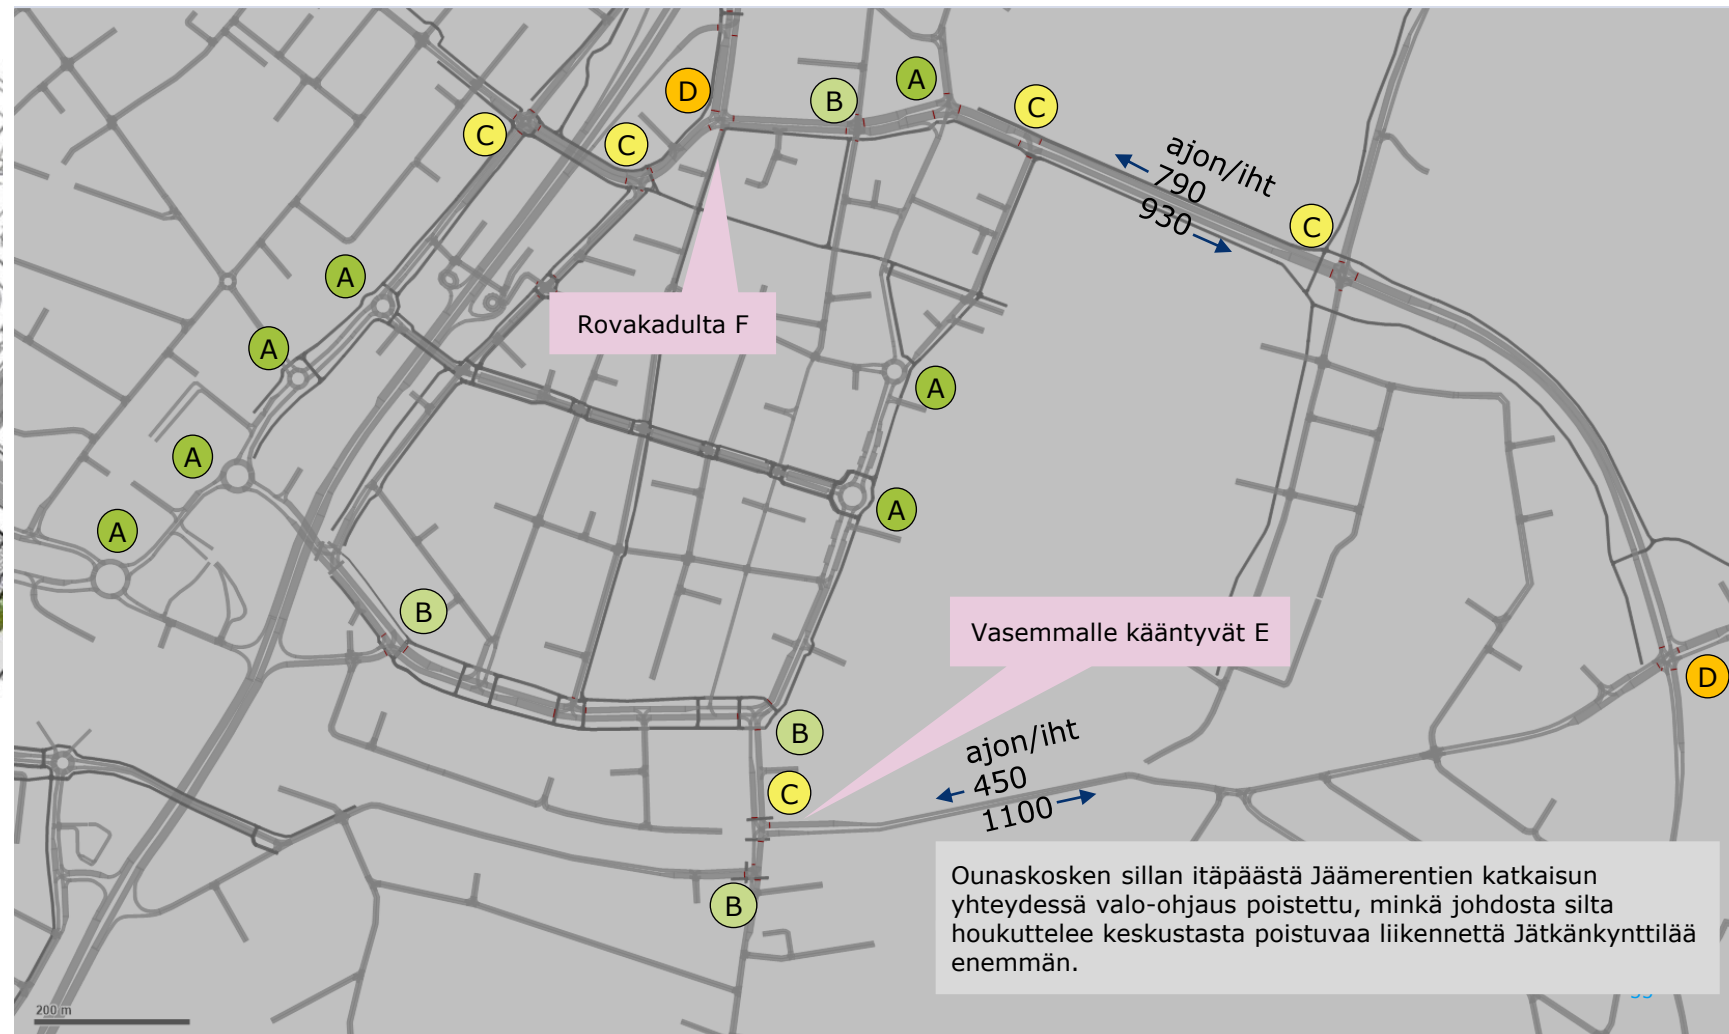 D
A
C
B
C
C
ajon/iht
790
930
C
A
Rovakadulta F
A
A
A
A
A
B
Vasemmalle kääntyvät E
D
B
ajon/iht
450
1100
C
B
Ounaskosken sillan itäpäästä Jäämerentien katkaisun
yhteydessä valo-ohjaus poistettu, minkä johdosta silta
houkuttelee keskustasta poistuvaa liikennettä Jätkänkynttilää
enemmän.
200 m